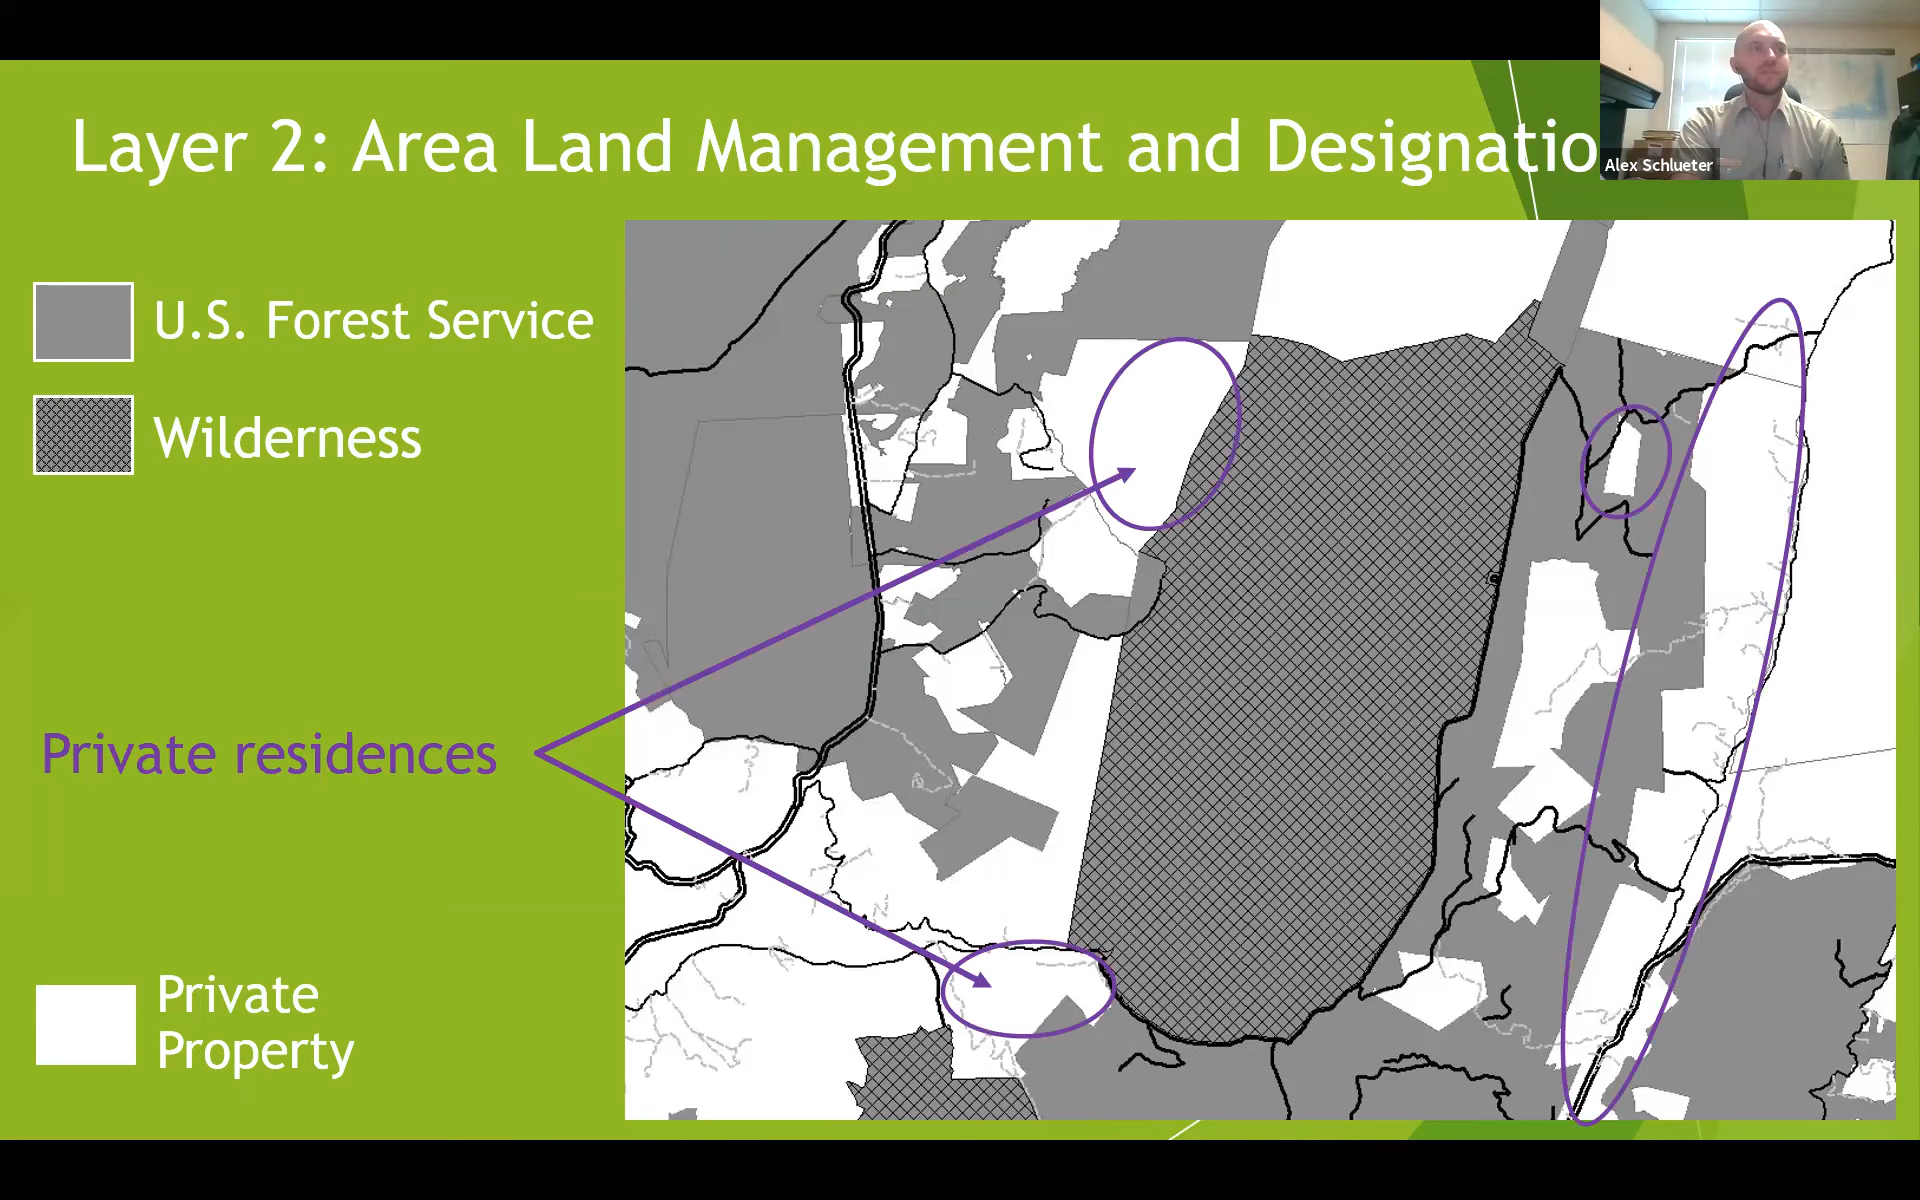 Layer 2: Area Land Management and Designatio
Alex Schlueter
U.S. Forest Service
Wilderness
Private residences
Private
Property